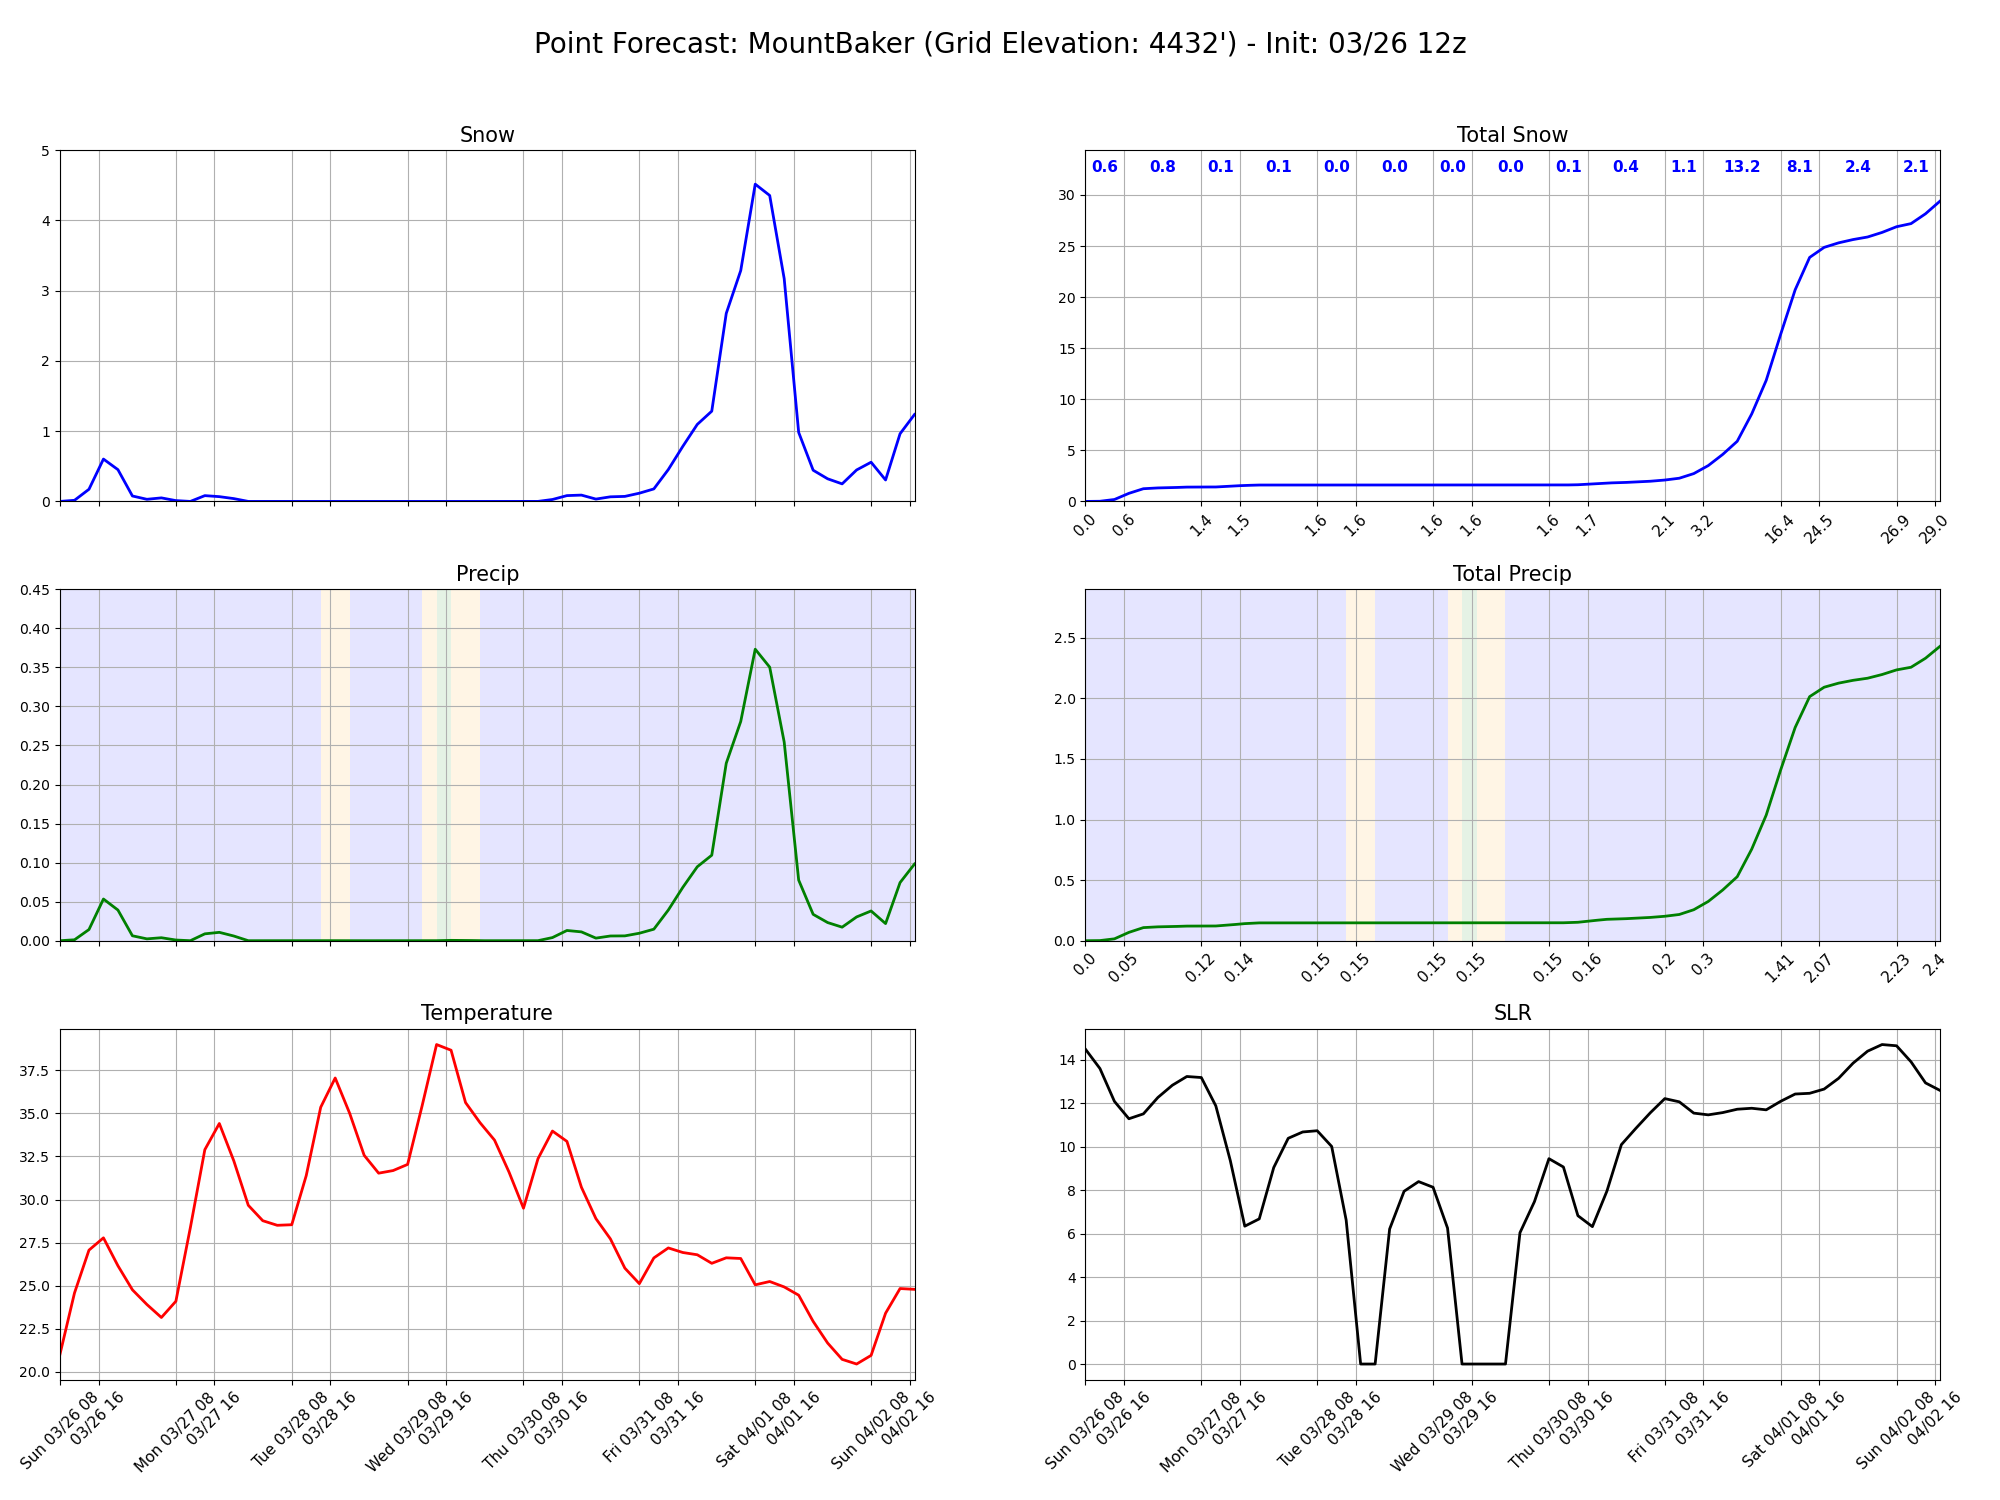 Point Forecast: MountBaker (Grid Elevation: 4432') - Init: 03/26 12z
Snow
5
4
3
2
1
0
Total Snow
0.6 0.8 0.1 0.1 0.0 0.0 0.0 0.0 0.1 0.4 1.1 13.2 8.1 2.4 2.1
30
25
20
15
10
5
0
0.0 0.6 1.4 1.5 1.6 1.6 1.6 1.6 1.6 1.7 2.1 3.2 16.4 24.5 26.9 29.0
Precip
0.45
0.40
0.35
0.30
0.25
0.20
0.15
0.10
0.05
0.00
Total Precip
2.5
2.0
1.5
1.0
0.5
0.0
0.0 0.05 0.12 0.14 0.15 0.15 0.15 0.15 0.15 0.16 0.2 0.3 1.41 2.07 2.23 2.4
Temperature
37.5
35.0
32.5
30.0
27.5
25.0
22.5
20.0
Sun 03/26 08
03/26 16
Mon 03/27 08
03/27 16
Tue 03/28 08
03/28 16
Wed 03/29 08
03/29 16
Thu 03/30 08
03/30 16
Fri 03/31 08
03/31 16
Sat 04/01 08
04/01 16
Sun 04/02 08
04/02 16
SLR
14
12
10
8
6
4
2
0
Sun 03/26 08
03/26 16
Mon 03/27 08
03/27 16
Tue 03/28 08
03/28 16
Wed 03/29 08
03/29 16
Thu 03/30 08
03/30 16
Fri 03/31 08
03/31 16
Sat 04/01 08
04/01 16
Sun 04/02 08
04/02 16